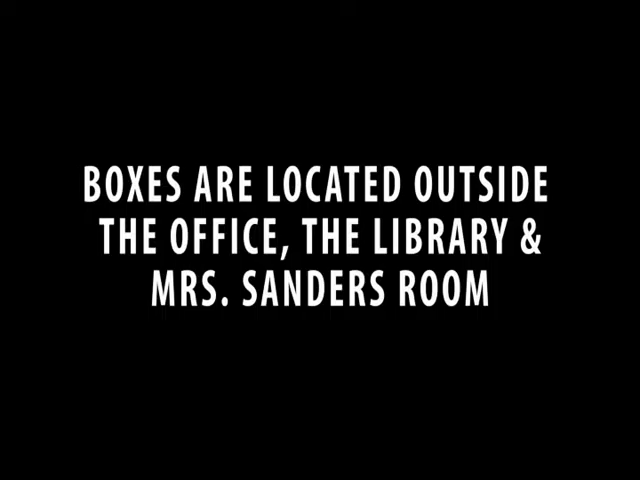 BOXES ARE LOCATED OUTSIDE
THE OFFICE, THE LIBRARY &
MRS. SANDERS ROOM